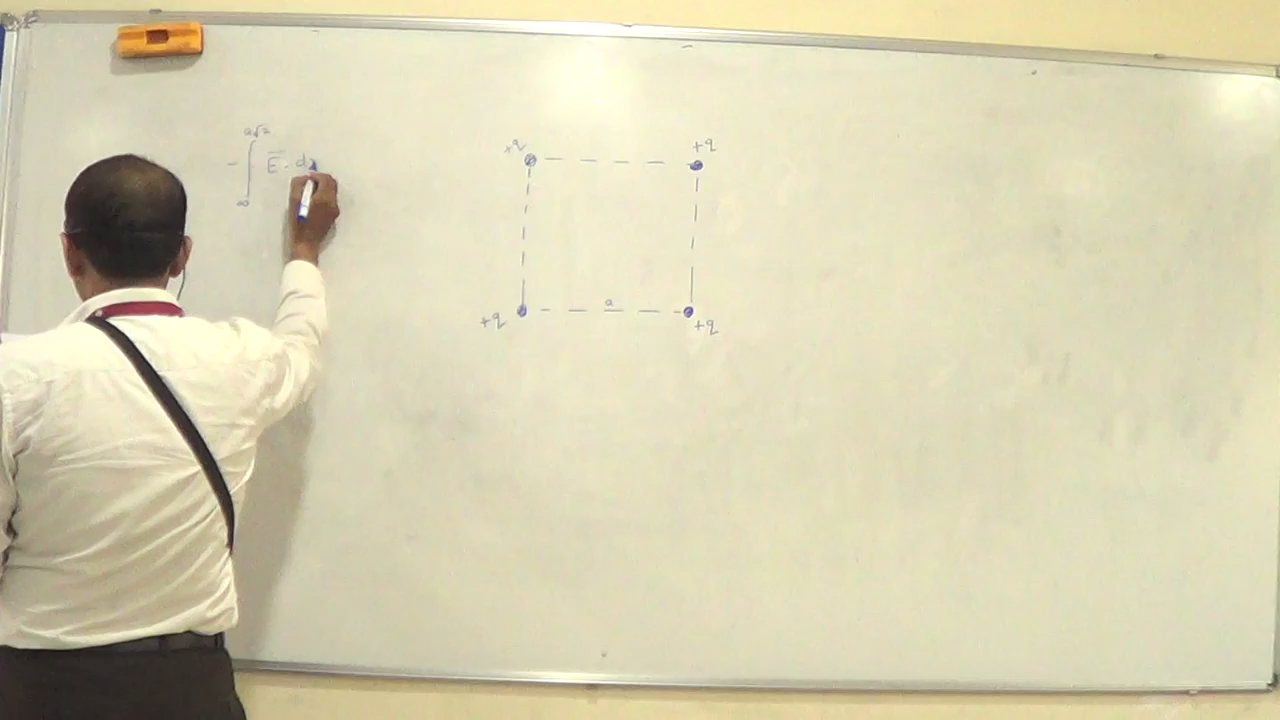 a√2
- ∫ E̅ . d
∞
+q +q
+q a +q